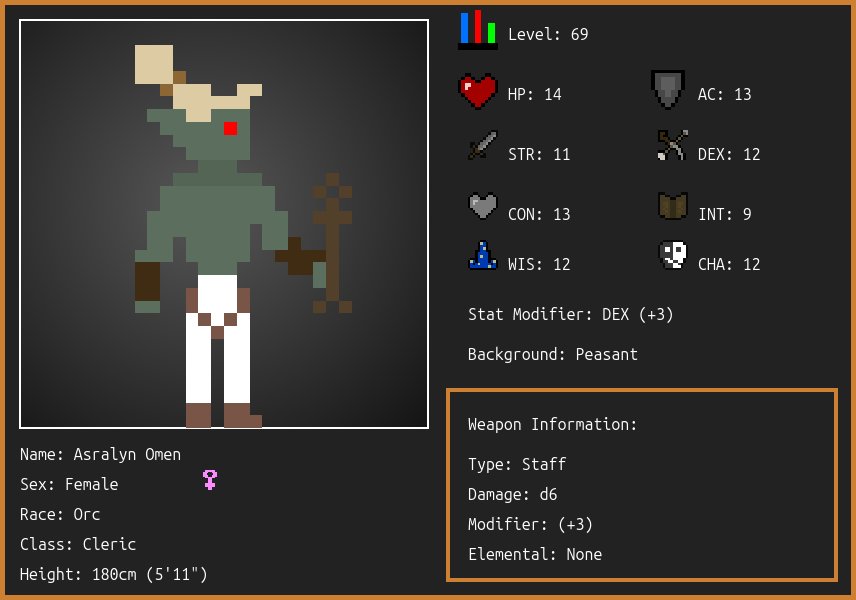 Level: 69
HP: 14
AC: 13
STR: 11
DEX: 12
CON: 13
INT: 9
WIS: 12
CHA: 12
Stat Modifier: DEX (+3)
Background: Peasant
Weapon Information:
Type: Staff
Damage: d6
Modifier: (+3)
Elemental: None
Name: Asralyn Omen
Sex: Female
Race: Orc
Class: Cleric
Height: 180cm (5'11")